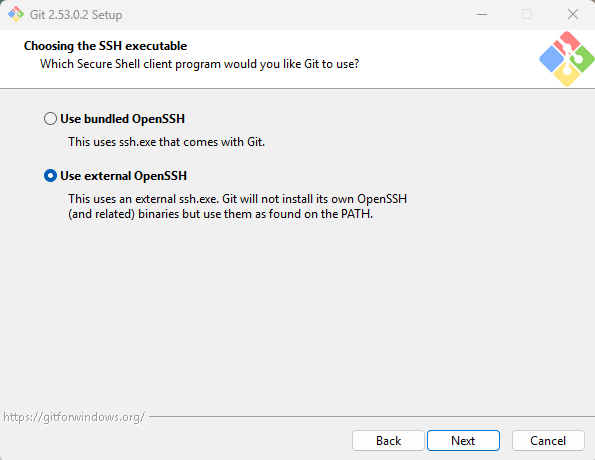 Git 2.53.0.2 Setup
Choosing the SSH executable
Which Secure Shell client program would you like Git to use?
Use bundled OpenSSH
This uses ssh.exe that comes with Git.
Use external OpenSSH
This uses an external ssh.exe. Git will not install its own OpenSSH
(and related) binaries but use them as found on the PATH.
https://gitforwindows.org/
Back
Next
Cancel